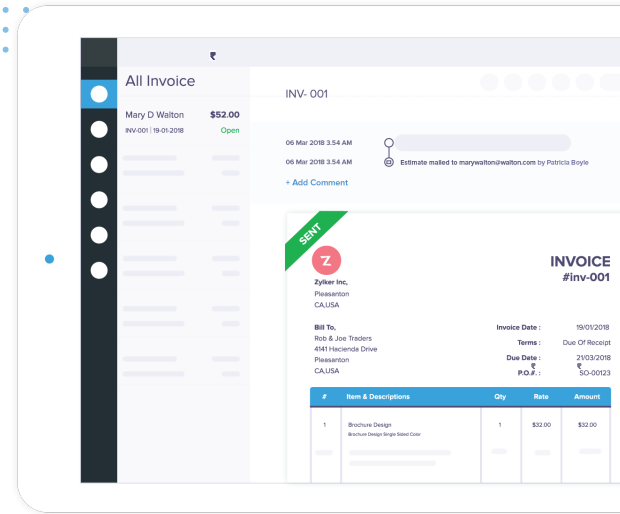 ₹
All Invoice
Mary D Walton $52.00
INV-001 | 19-01-2018 Open
INV- 001
06 Mar 2018 3.54 AM
06 Mar 2018 3.54 AM Estimate mailed to marywalton@walton.com by Patricia Boyle
+ Add Comment
SENT
Z
INVOICE
#inv-001
Zylker Inc,
Pleasanton
CA,USA
Bill To,
Rob & Joe Traders
4141 Hacienda Drive
Pleasanton
CA,USA
Invoice Date : 19/01/2018
Terms : Due Of Receipt
Due Date : 21/03/2018
₹ ₹
P.O.#. : SO-00123
# Item & Descriptions Qty Rate Amount
1 Brochure Design 1 $32.00 $32.00
Brochure Design Single Sided Color